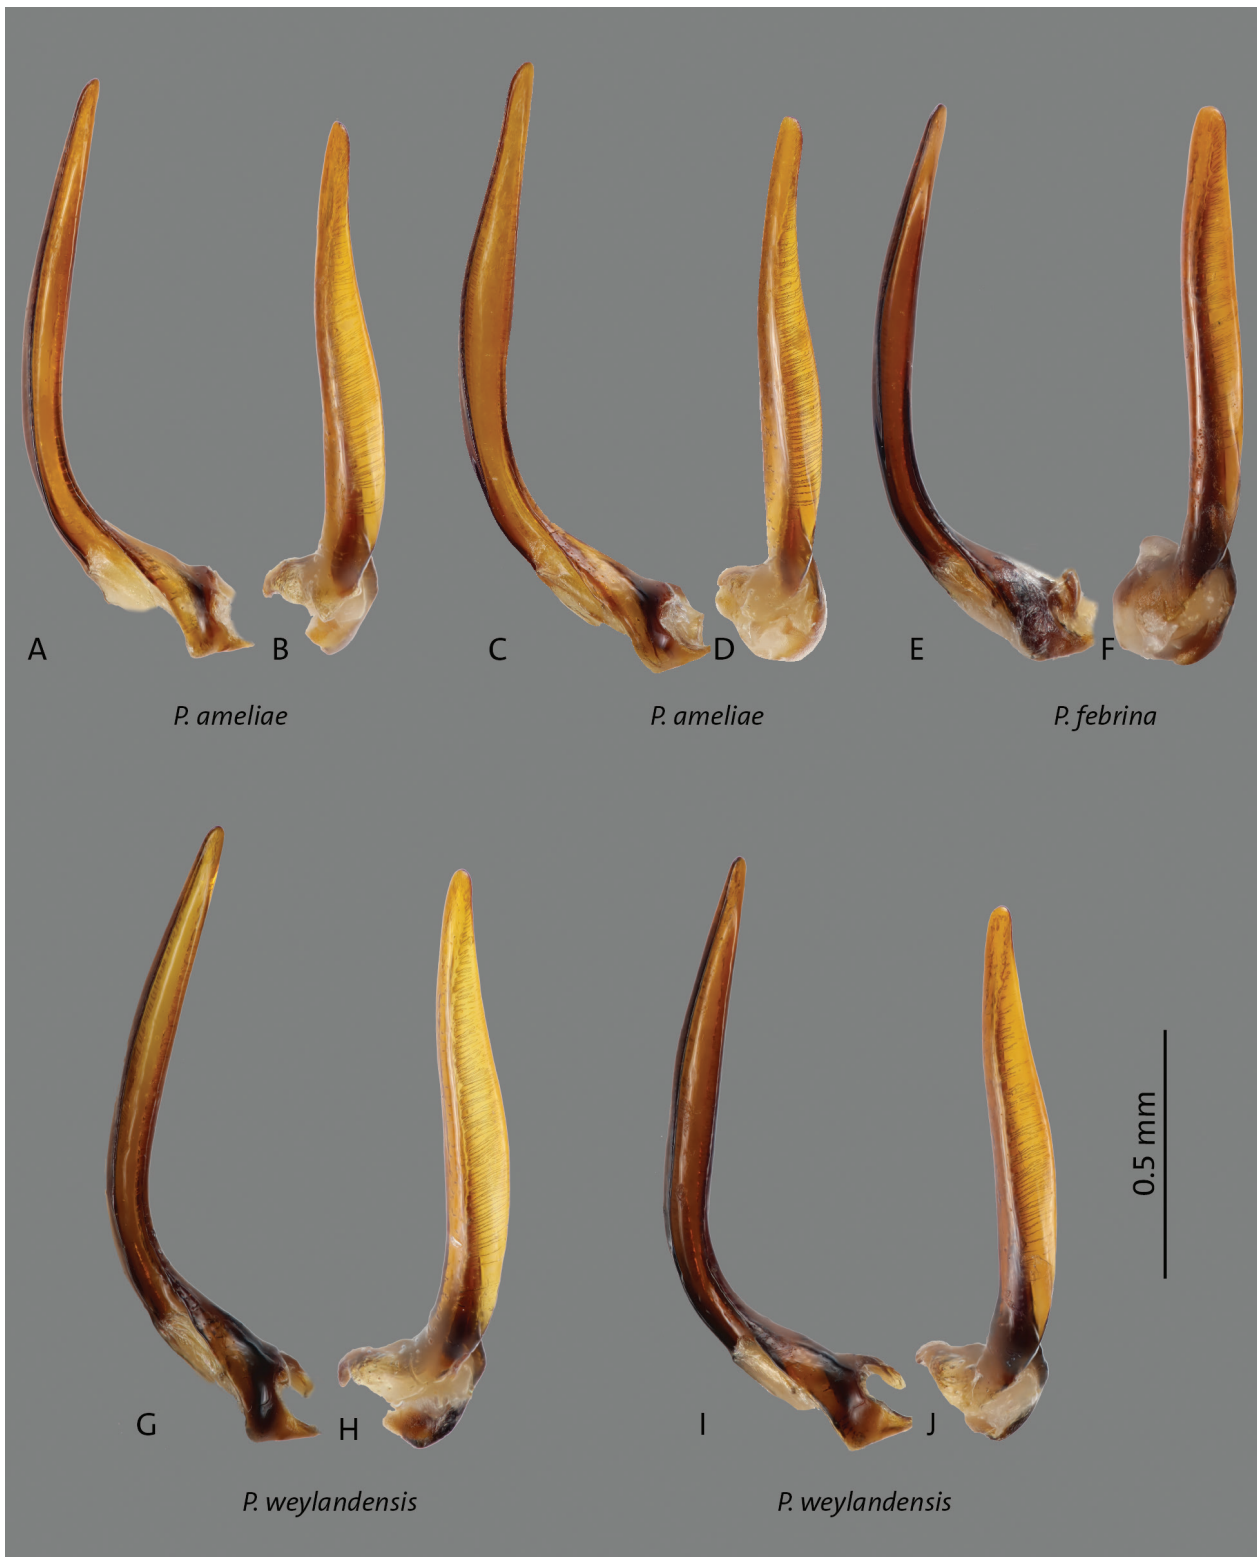 A
B
C
D
E
F
P. ameliae
P. ameliae
P. febrina
0.5 mm
G
H
I
J
P. weylandensis
P. weylandensis